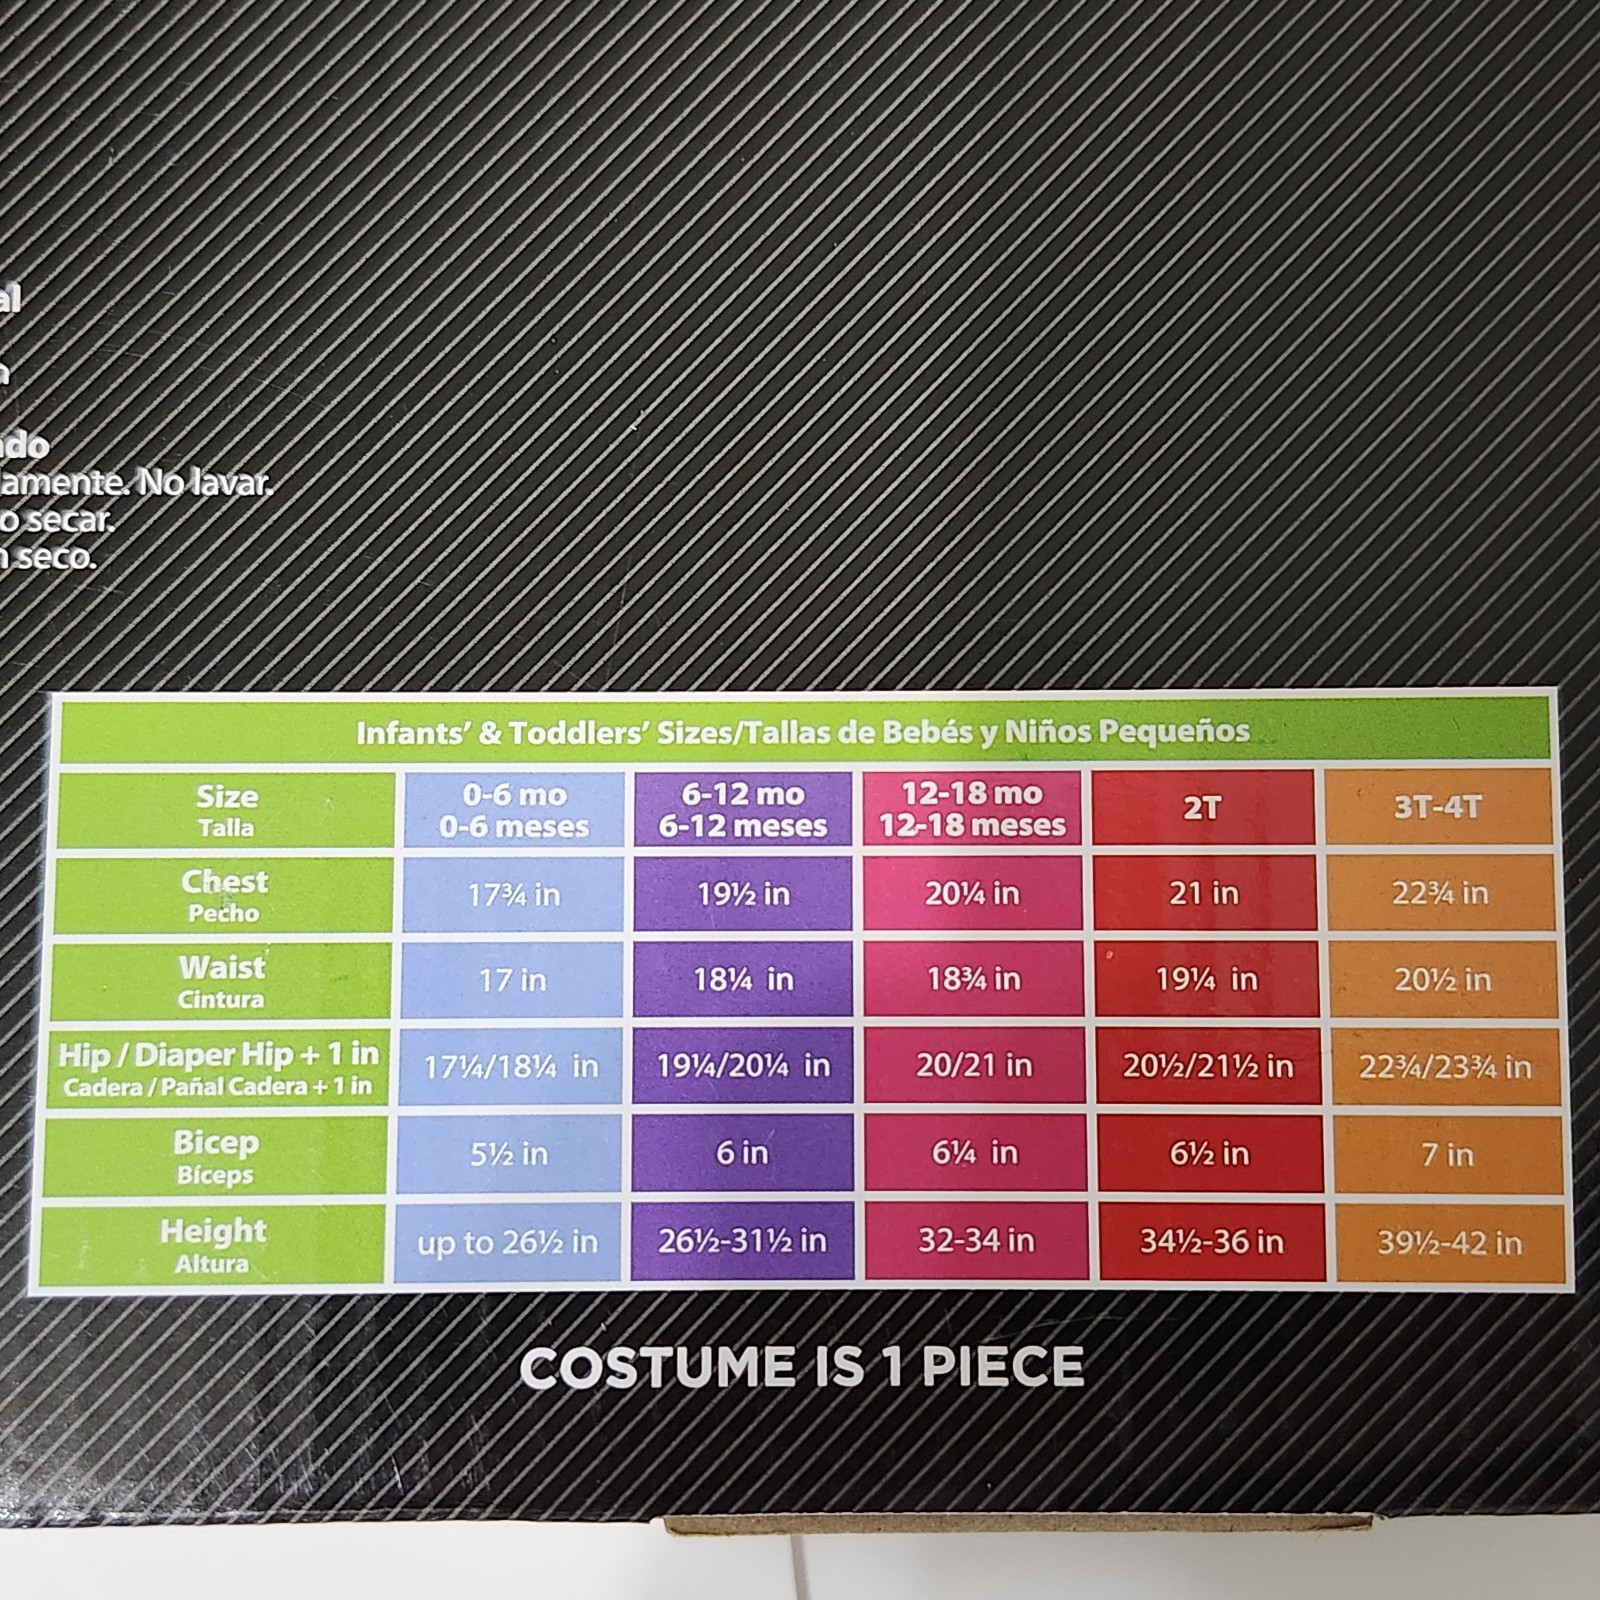 al
n
ado
lamente. No lavar.
o secar.
n seco.
Infants' & Toddlers' Sizes/Tallas de Bebés y Niños Pequeños
Size 0-6 mo 6-12 mo 12-18 mo 2T 3T-4T
Talla 0-6 meses 6-12 meses 12-18 meses
Chest 17¾ in 19½ in 20¼ in 21 in 22¾ in
Pecho
Waist 17 in 18¼ in 18¾ in 19¼ in 20½ in
Cintura
Hip / Diaper Hip + 1 in 17¼/18¼ in 19¼/20¼ in 20/21 in 20½/21½ in 22¾/23¾ in
Cadera / Pañal Cadera + 1 in
Bicep 5½ in 6 in 6¼ in 6½ in 7 in
Bíceps
Height up to 26½ in 26½-31½ in 32-34 in 34½-36 in 39½-42 in
Altura
COSTUME IS 1 PIECE